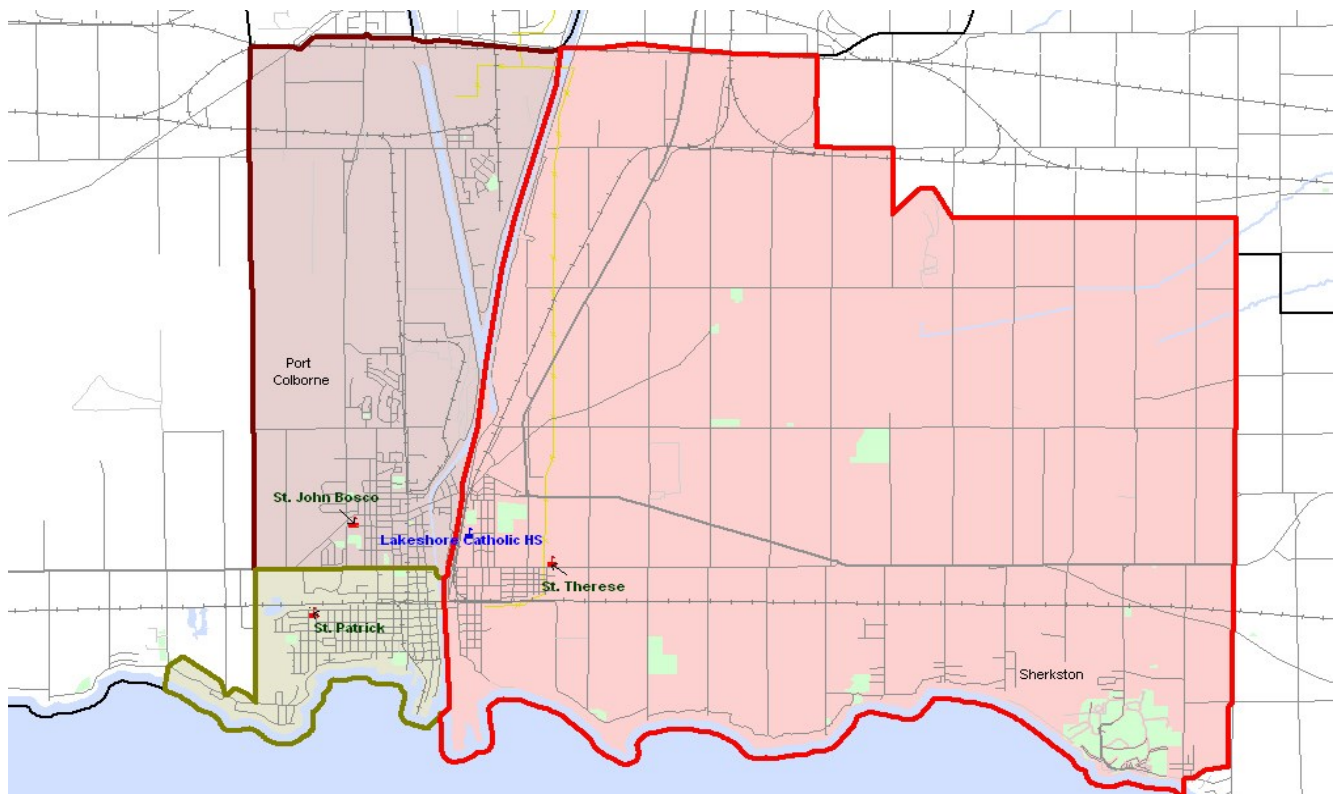 Port
Colborne
St. John Bosco
Lakeshore Catholic HS
St. Therese
St. Patrick
Sherkston